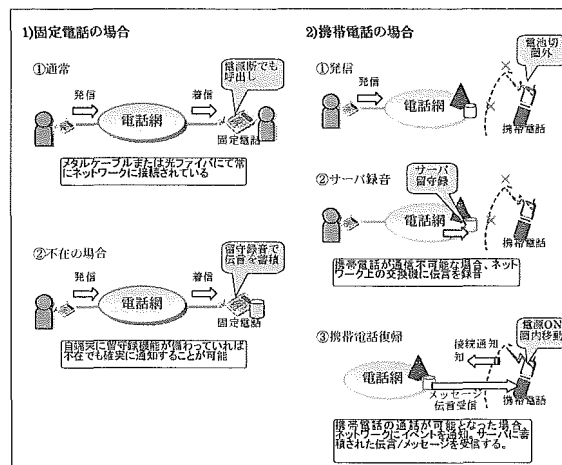 1)固定電話の場合
①通常
発信
着信
電源断でも
呼出し
電話網
固定電話
メタルケーブルまたは光ファイバにて常
にネットワークに接続されている
②不在の場合
発信
着信
留守録音で
伝言を蓄積
電話網
固定電話
自端末に留守録機能が備わっていれば
不在でも確実に通知することが可能
2)携帯電話の場合
①発信
発信
電池切
圏外
電話網
携帯電話
②サーバ録音
サーバ
留守録
電話網
携帯電話
携帯電話が通信不可能な場合、ネット
ワーク上の交換機に伝言を録音
③携帯電話復帰
接続通知
知
電源ON
圏内移動
電話網
メッセージ
伝言受信
携帯電話
携帯電話の通話が可能となった場合、
ネットワークにイベントを通知。サーバに蓄
積された伝言/メッセージを受信する。